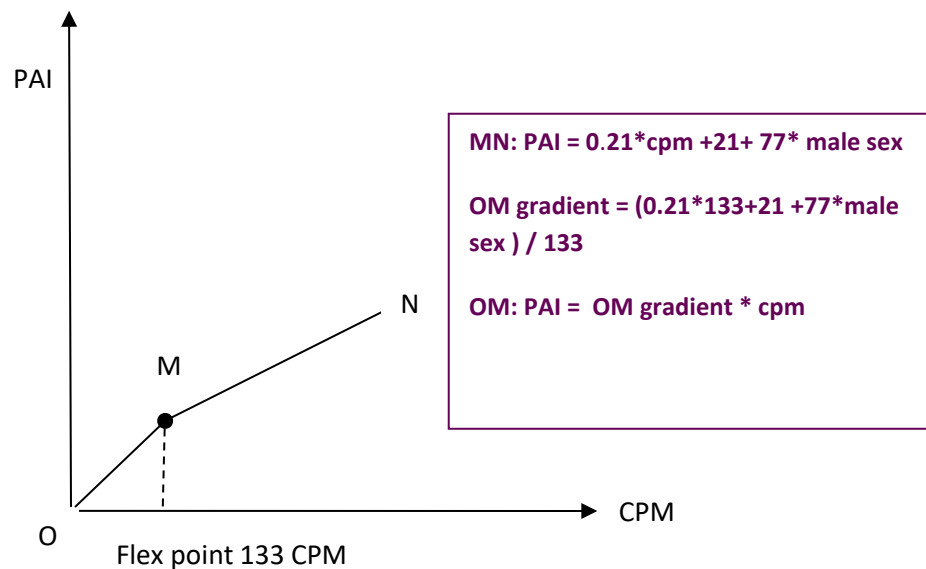 PAI
MN: PAI = 0.21*cpm +21+ 77* male sex
OM gradient = (0.21*133+21 +77*male
sex ) / 133
OM: PAI = OM gradient * cpm
N
M
O
CPM
Flex point 133 CPM